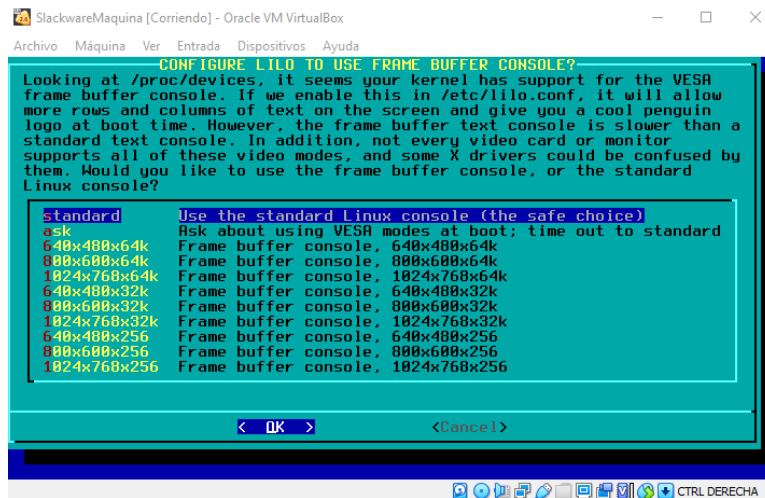 SlackwareMaquina [Corriendo] - Oracle VM VirtualBox
Archivo Máquina Ver Entrada Dispositivos Ayuda
CONFIGURE LILO TO USE FRAME BUFFER CONSOLE?
Looking at /proc/devices, it seems your kernel has support for the VESA
frame buffer console. If we enable this in /etc/lilo.conf, it will allow
more rows and columns of text on the screen and give you a cool penguin
logo at boot time. However, the frame buffer text console is slower than a
standard text console. In addition, not every video card or monitor
supports all of these video modes, and some X drivers could be confused by
them. Would you like to use the frame buffer console, or the standard
Linux console?
standard Use the standard Linux console (the safe choice)
ask Ask about using VESA modes at boot; time out to standard
640x480x64k Frame buffer console, 640x480x64k
800x600x64k Frame buffer console, 800x600x64k
1024x768x64k Frame buffer console, 1024x768x64k
640x480x32k Frame buffer console, 640x480x32k
800x600x32k Frame buffer console, 800x600x32k
1024x768x32k Frame buffer console, 1024x768x32k
640x480x256 Frame buffer console, 640x480x256
800x600x256 Frame buffer console, 800x600x256
1024x768x256 Frame buffer console, 1024x768x256
< OK > <Cancel>
CTRL DERECHA